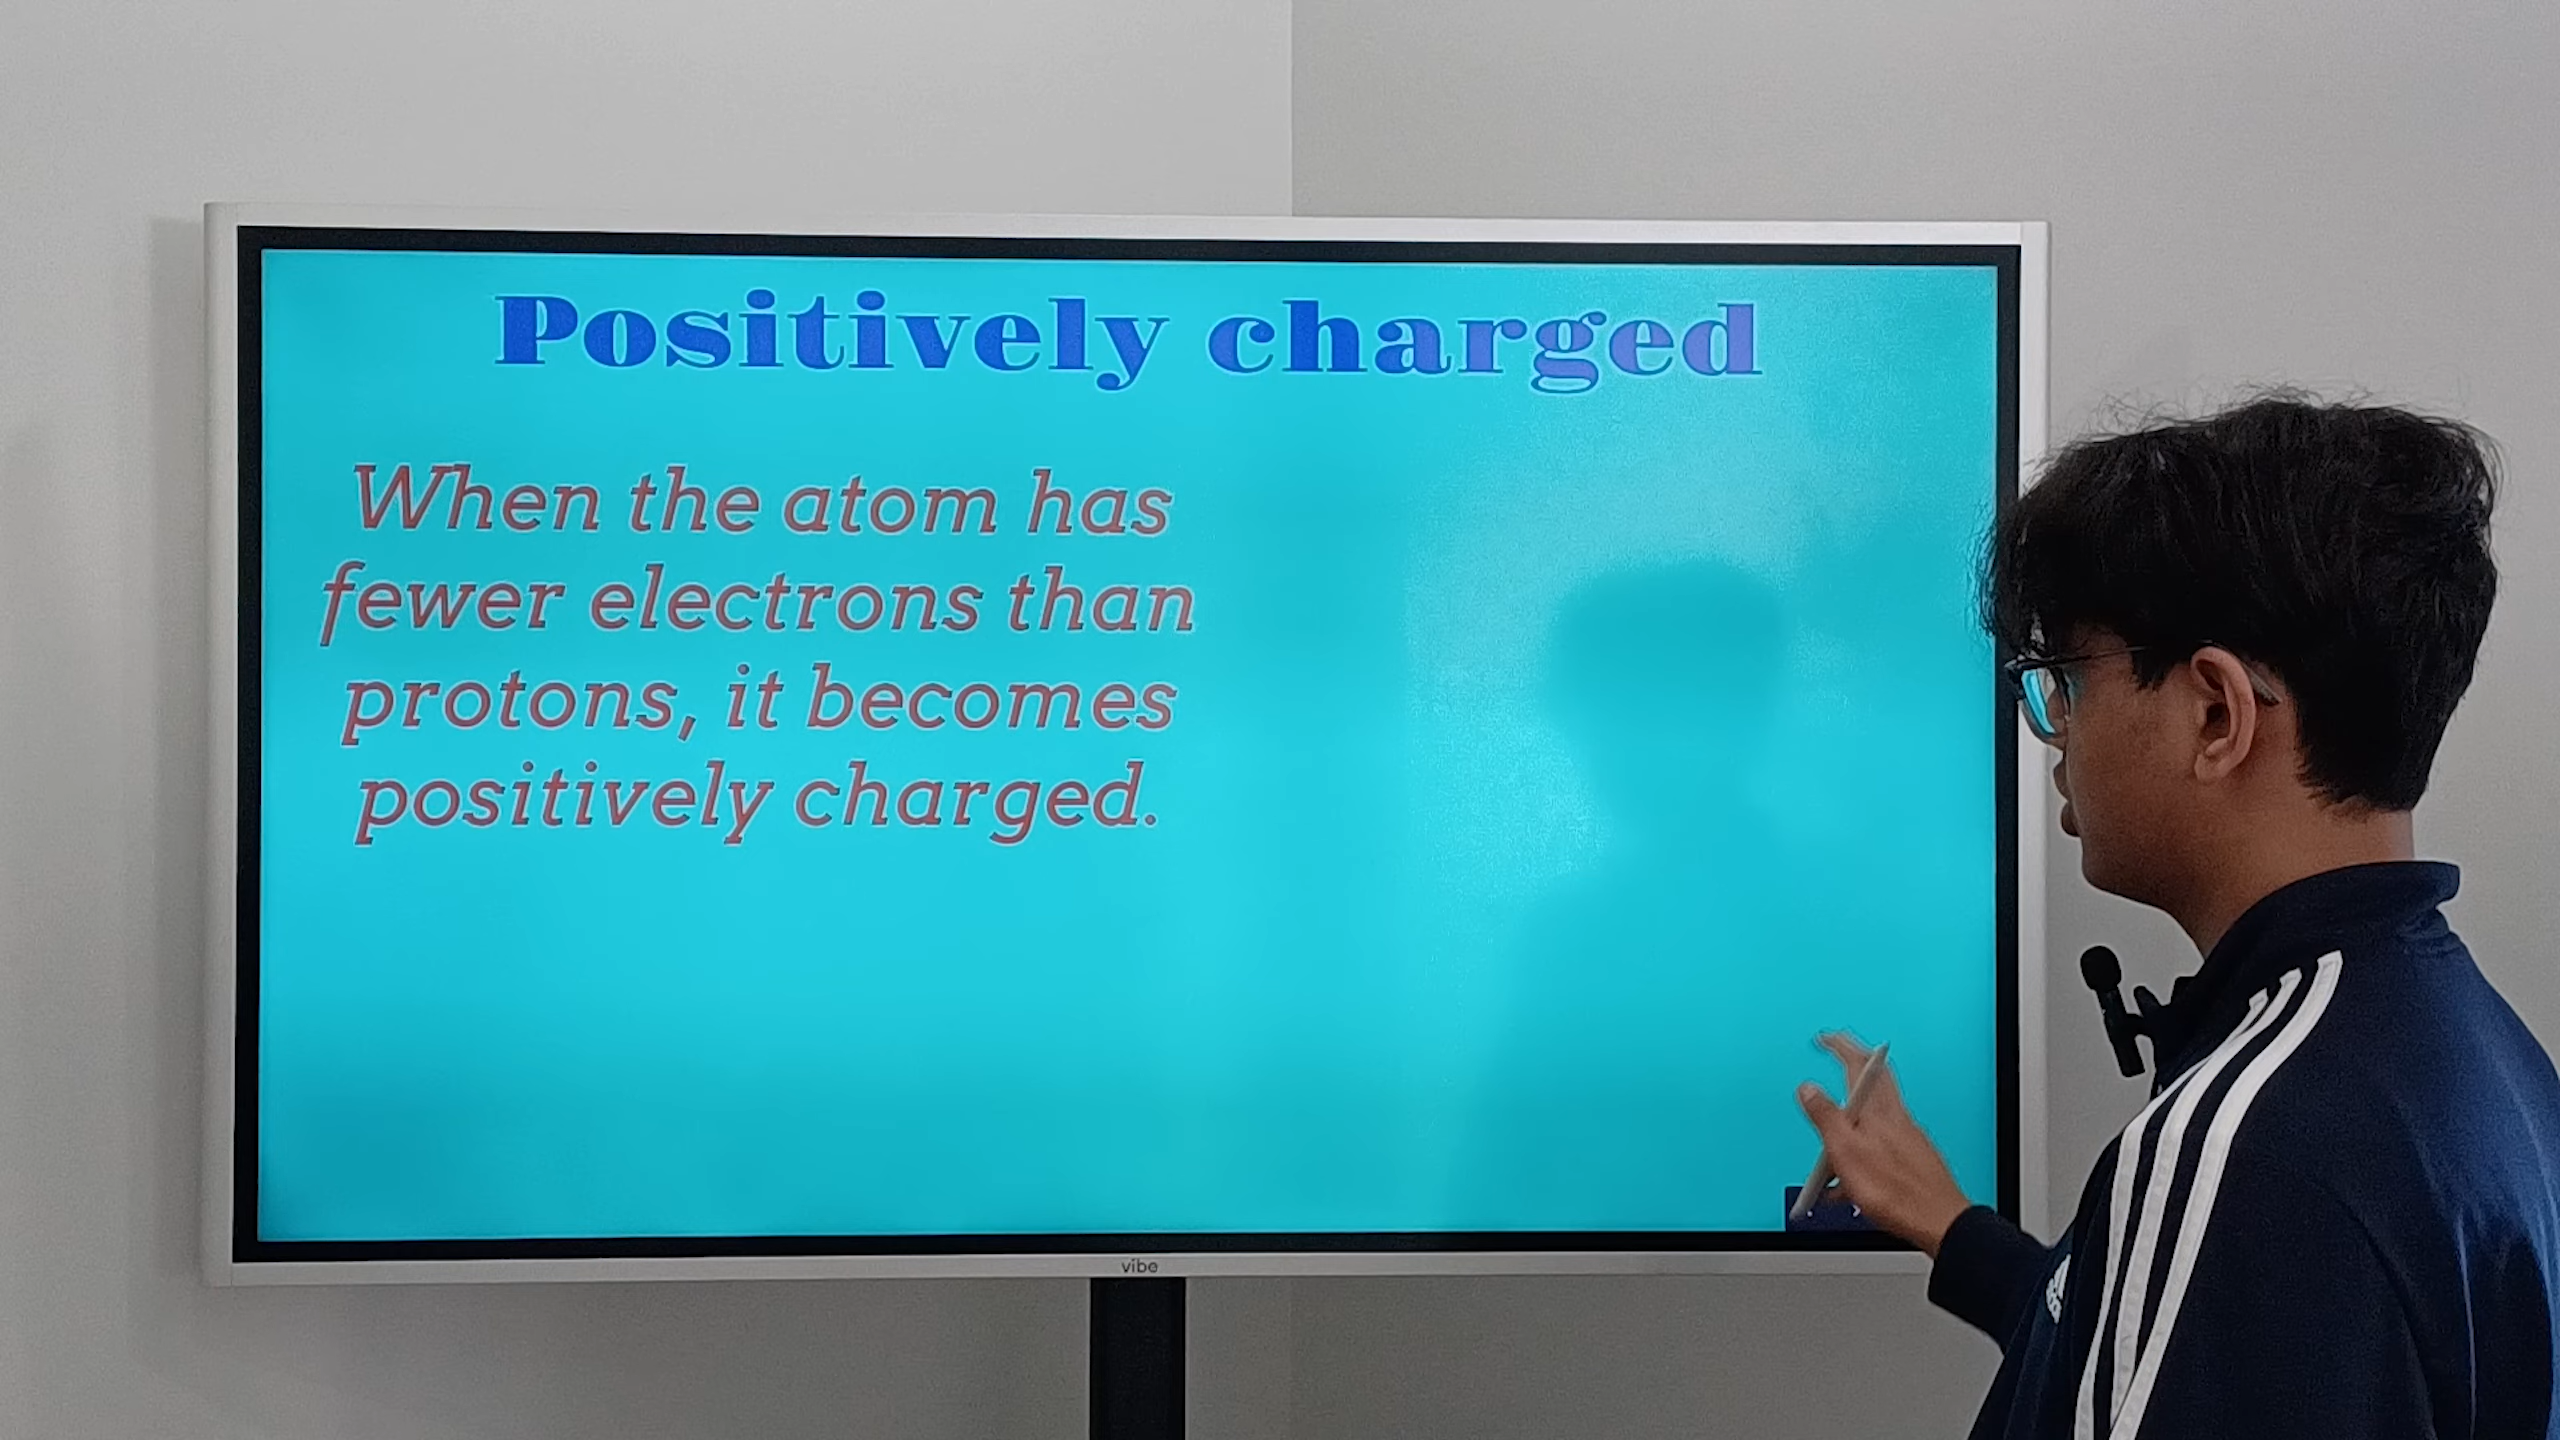 Positively charged
When the atom has
fewer electrons than
protons, it becomes
positively charged.
vibe